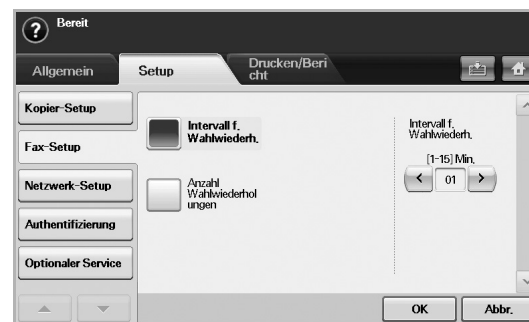 Bereit
Allgemein
Setup
Drucken/Beri
cht
Kopier-Setup
Fax-Setup
Netzwerk-Setup
Authentifizierung
Optionaler Service
Intervall f.
Wahlwiederh.
Anzahl
Wahlwiederhol
ungen
Intervall f.
Wahlwiederh.
[1-15] Min.
01
OK
Abbr.